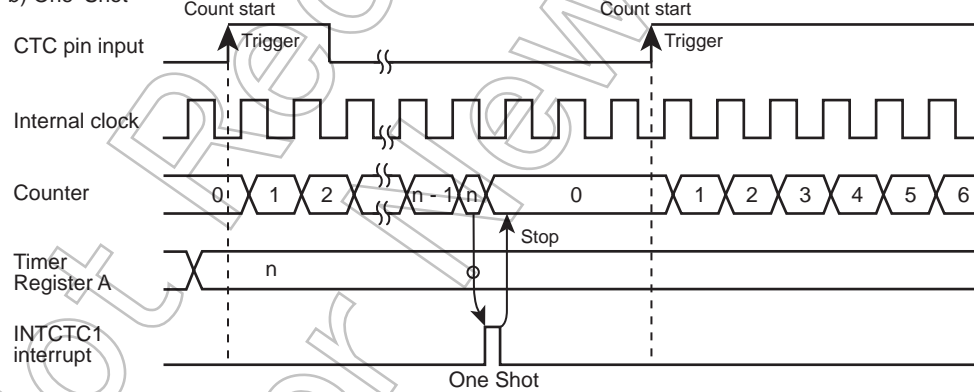 b) One-Shot
Count start
Count start
CTC pin input
Trigger
Trigger
Internal clock
Counter
0 1 2 n - 1 n 0 1 2 3 4 5 6
Stop
Timer
Register A
n
INTCTC1
interrupt
One Shot